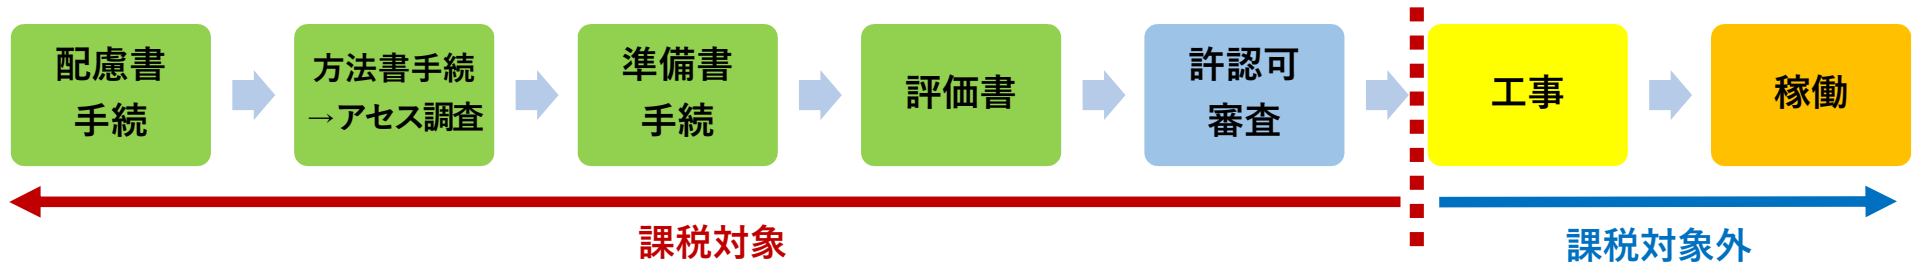 配慮書
手続
方法書手続
→アセス調査
準備書
手続
評価書
許認可
審査
工事
稼働
課税対象
課税対象外